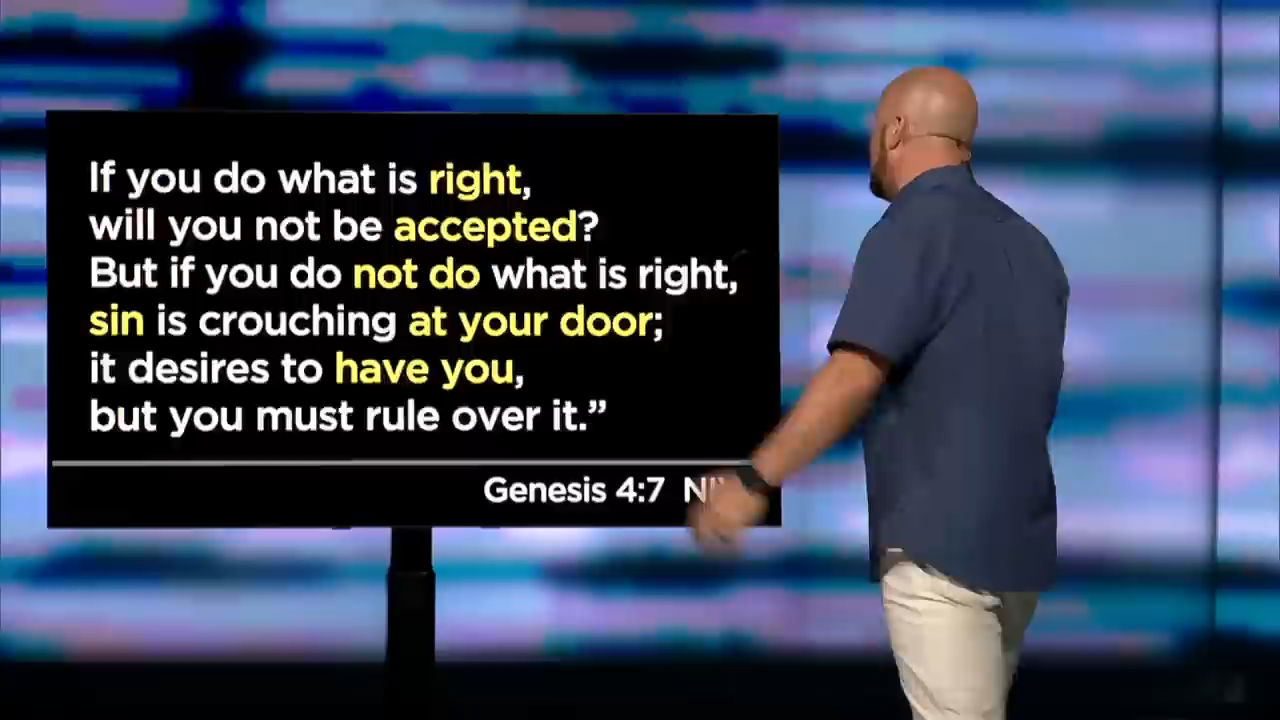 If you do what is right,
will you not be accepted?
But if you do not do what is right,
sin is crouching at your door;
it desires to have you,
but you must rule over it.”
Genesis 4:7